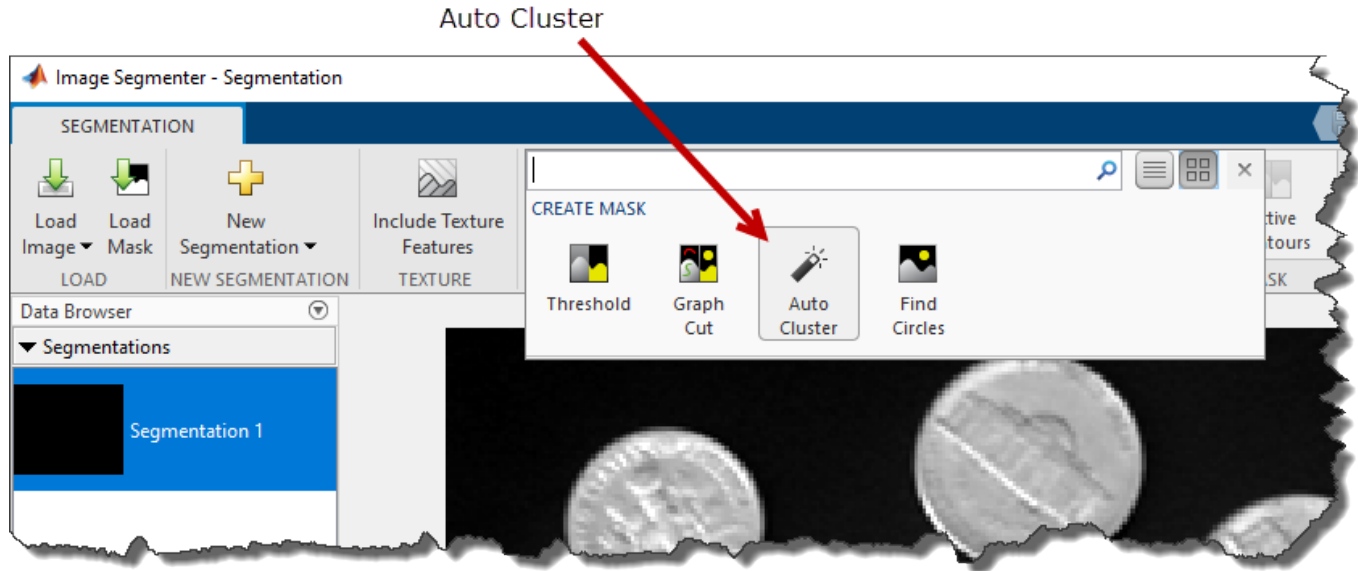 Auto Cluster
Image Segmenter - Segmentation
SEGMENTATION
Load
Image
Load
Mask
New
Segmentation
Include Texture
Features
LOAD
NEW SEGMENTATION
TEXTURE
CREATE MASK
Threshold
Graph
Cut
Auto
Cluster
Find
Circles
Data Browser
Segmentations
Segmentation 1